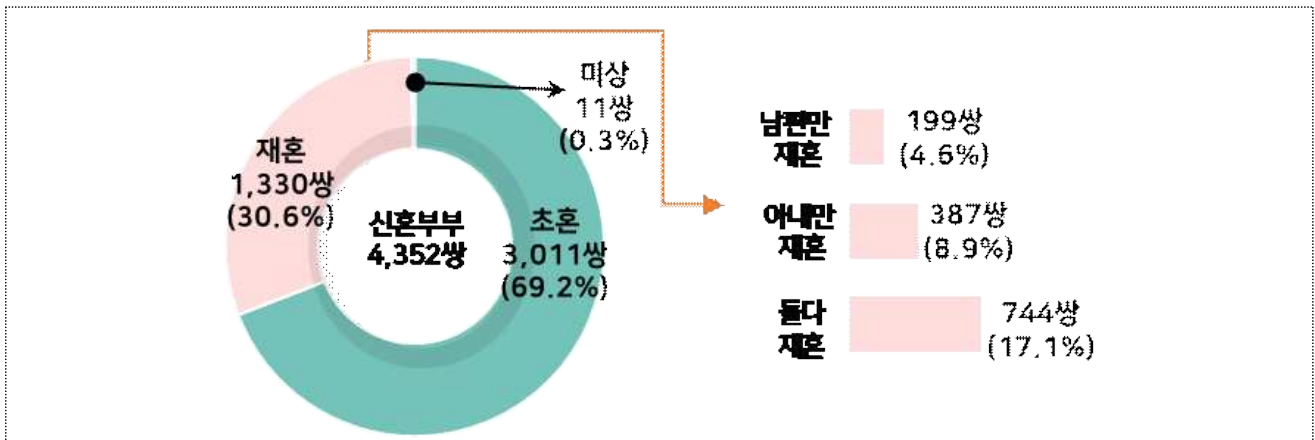 미상
11쌍
(0.3%)
재혼
1,330쌍
(30.6%)
신혼부부
4,352쌍
초혼
3,011쌍
(69.2%)
남편만
재혼
199쌍
(4.6%)
아내만
재혼
387쌍
(8.9%)
둘다
재혼
744쌍
(17.1%)